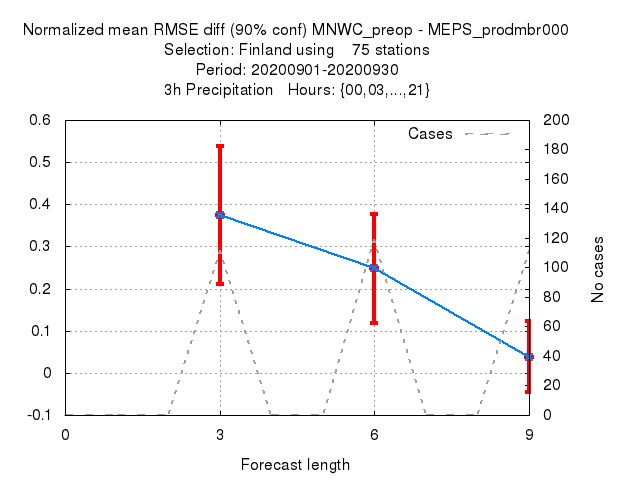 Normalized mean RMSE diff (90% conf) MNWC_preop - MEPS_prodmbr000
Selection: Finland using 75 stations
Period: 20200901-20200930
3h Precipitation Hours: {00,03,...,21}
Cases
0.6
0.5
0.4
0.3
0.2
0.1
0
-0.1
200
180
160
140
120
100
80
60
40
20
0
No cases
0 3 6 9
Forecast length